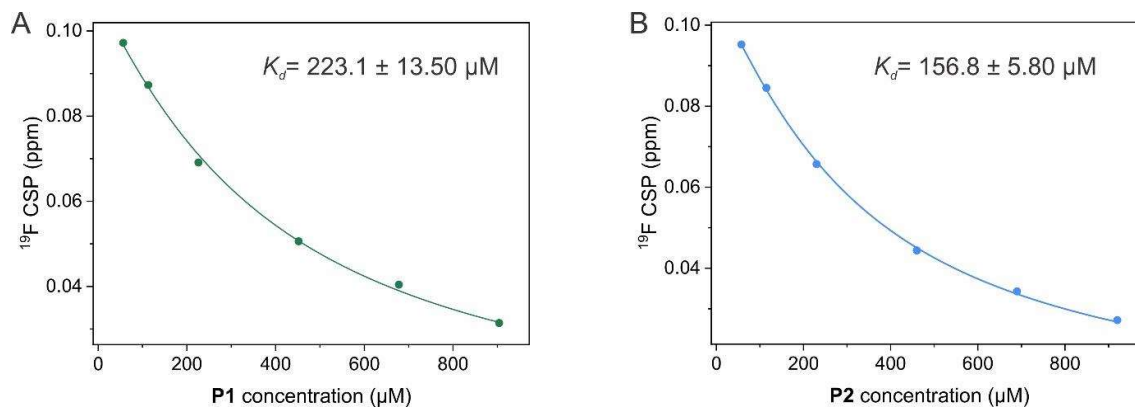 A
K_d= 223.1 ± 13.50 µM
0.10
0.08
0.06
0.04
¹⁹F CSP (ppm)
0 200 400 600 800
P1 concentration (µM)
B
K_d= 156.8 ± 5.80 µM
0.10
0.08
0.06
0.04
¹⁹F CSP (ppm)
0 200 400 600 800
P2 concentration (µM)